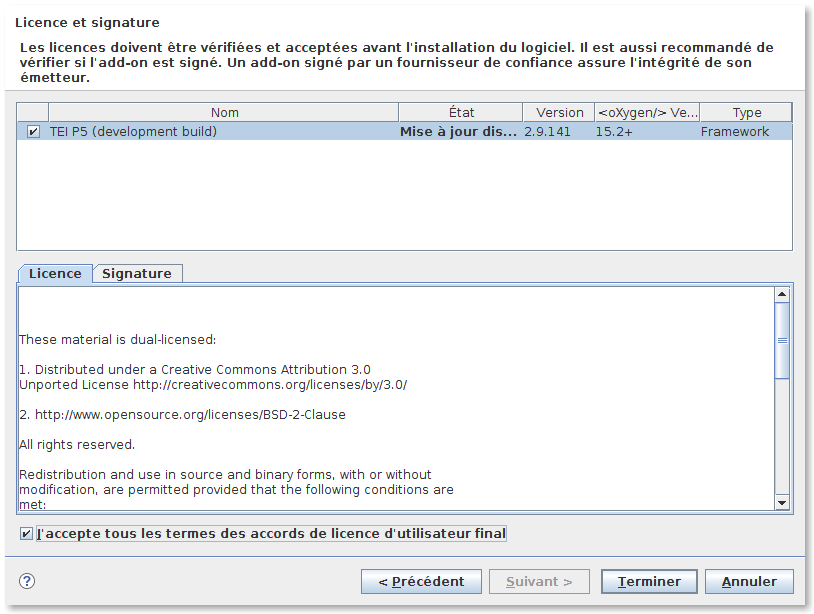 Licence et signature
Les licences doivent être vérifiées et acceptées avant l'installation du logiciel. Il est aussi recommandé de
vérifier si l'add-on est signé. Un add-on signé par un fournisseur de confiance assure l'intégrité de son
émetteur.
Nom État Version <oXygen/> Ve... Type
TEI P5 (development build) Mise à jour dis... 2.9.141 15.2+ Framework
Licence Signature
These material is dual-licensed:
1. Distributed under a Creative Commons Attribution 3.0
Unported License http://creativecommons.org/licenses/by/3.0/
2. http://www.opensource.org/licenses/BSD-2-Clause
All rights reserved.
Redistribution and use in source and binary forms, with or without
modification, are permitted provided that the following conditions are
met:
J'accepte tous les termes des accords de licence d'utilisateur final
? < Précédent Suivant > Terminer Annuler